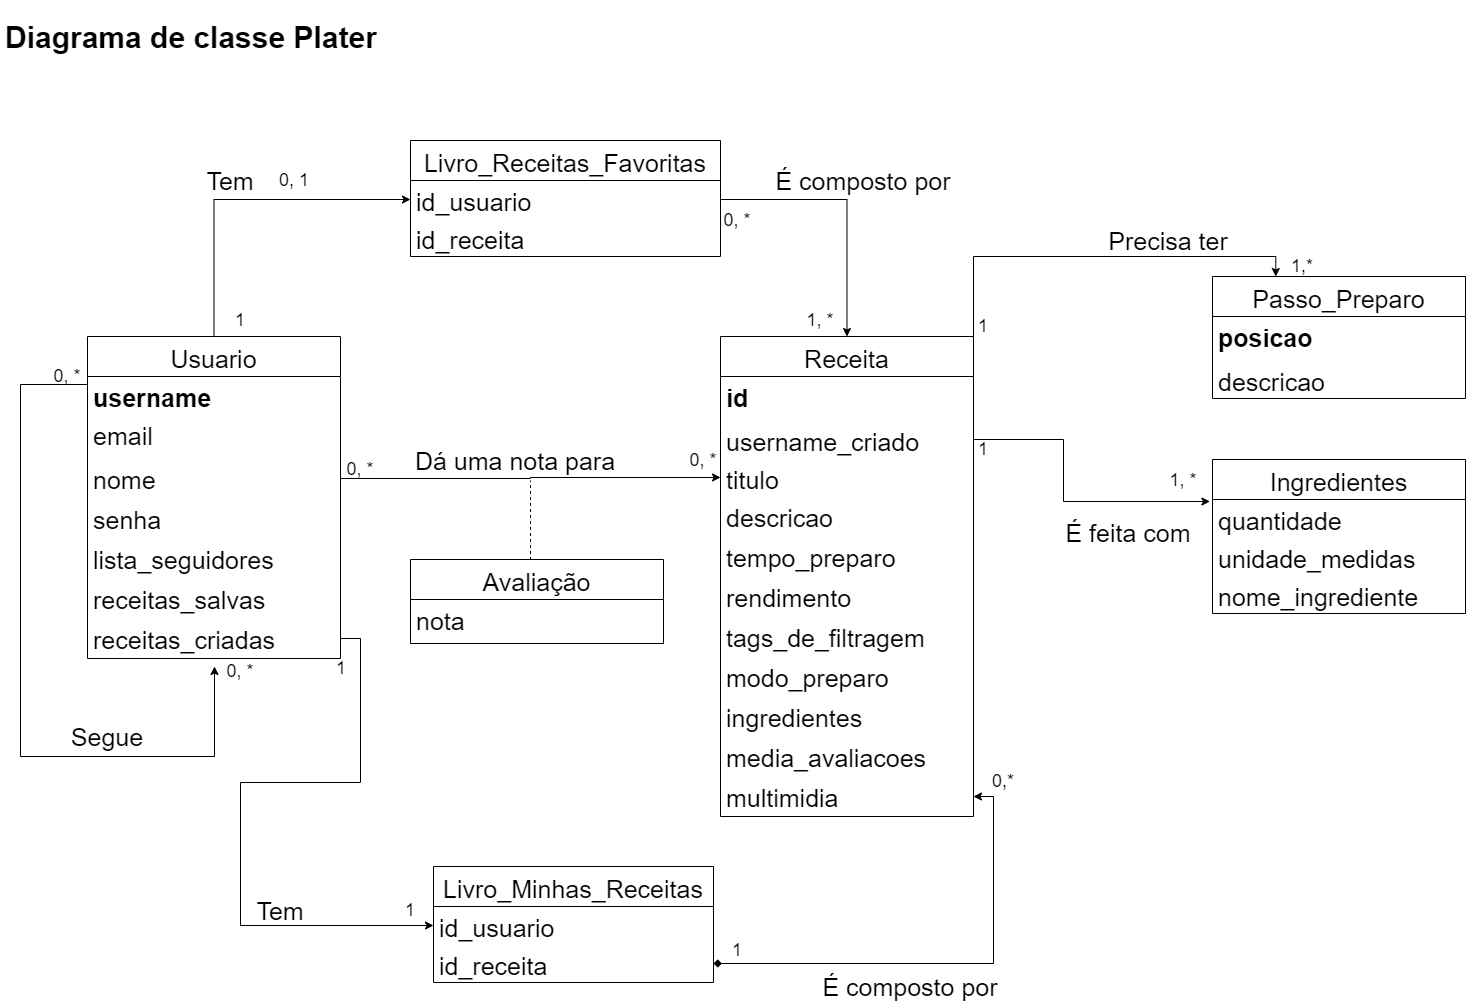 Diagrama de classe Plater
Livro_Receitas_Favoritas
id_usuario
id_receita
Tem
0, 1
1
É composto por
0, *
1, *
Precisa ter
1
1,*
Passo_Preparo
posicao
descricao
Usuario
username
email
nome
senha
lista_seguidores
receitas_salvas
receitas_criadas
0, *
0, *
Segue
0, *
Dá uma nota para
0, *
Avaliação
nota
Receita
id
username_criado
titulo
descricao
tempo_preparo
rendimento
tags_de_filtragem
modo_preparo
ingredientes
media_avaliacoes
multimidia
1
1, *
É feita com
Ingredientes
quantidade
unidade_medidas
nome_ingrediente
1
Tem
1
Livro_Minhas_Receitas
id_usuario
id_receita
1
0,*
É composto por